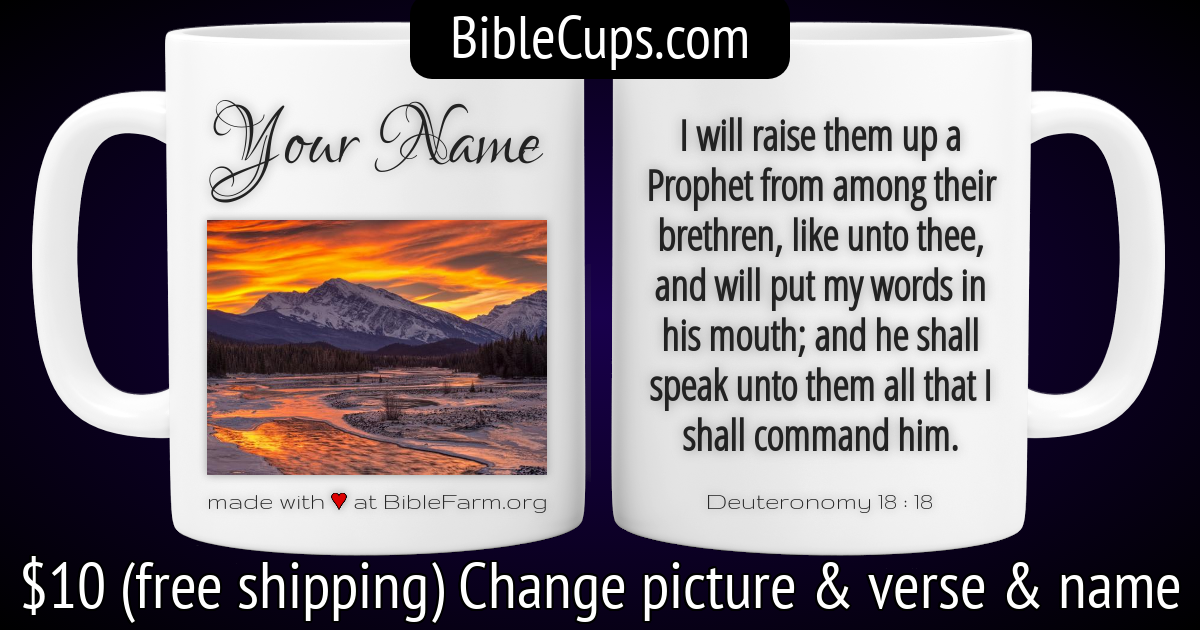 BibleCups.com
Your Name
made with ♥ at BibleFarm.org
I will raise them up a
Prophet from among their
brethren, like unto thee,
and will put my words in
his mouth; and he shall
speak unto them all that I
shall command him.
Deuteronomy 18 : 18
$10 (free shipping) Change picture & verse & name